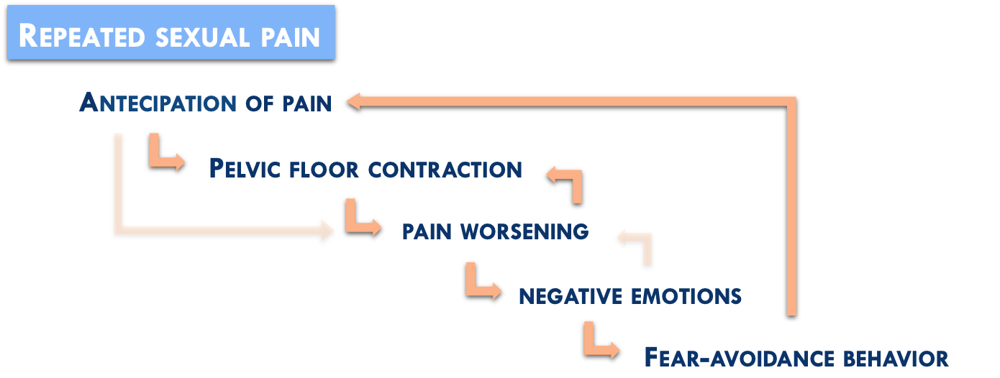 Repeated sexual pain
Antecipation of pain
Pelvic floor contraction
pain worsening
negative emotions
Fear-avoidance behavior